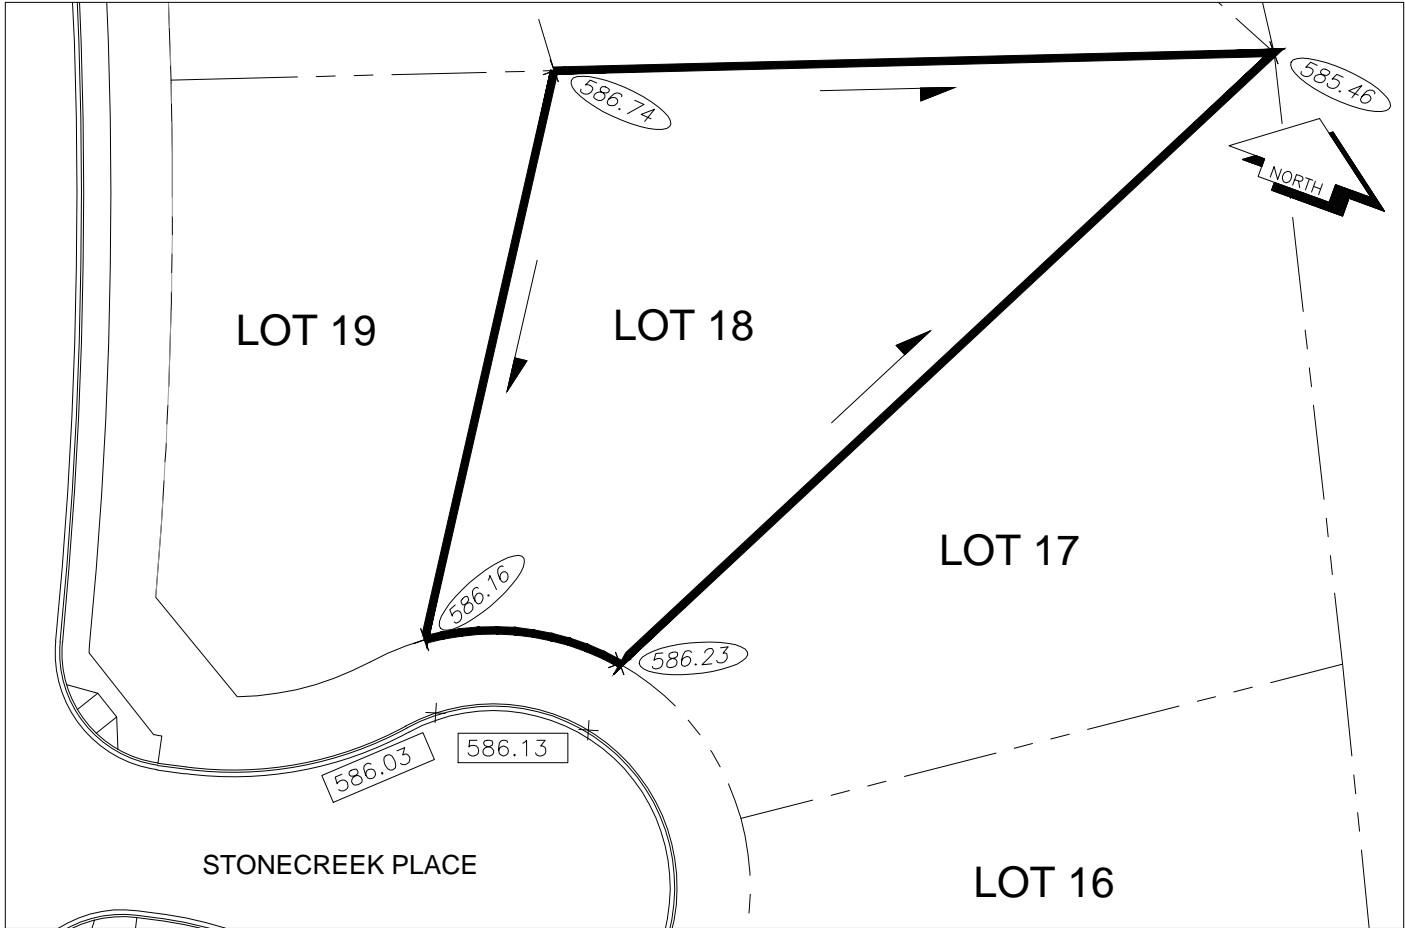 586.74
585.46
NORTH
LOT 19
LOT 18
LOT 17
586.16
586.23
586.03
586.13
STONECREEK PLACE
LOT 16